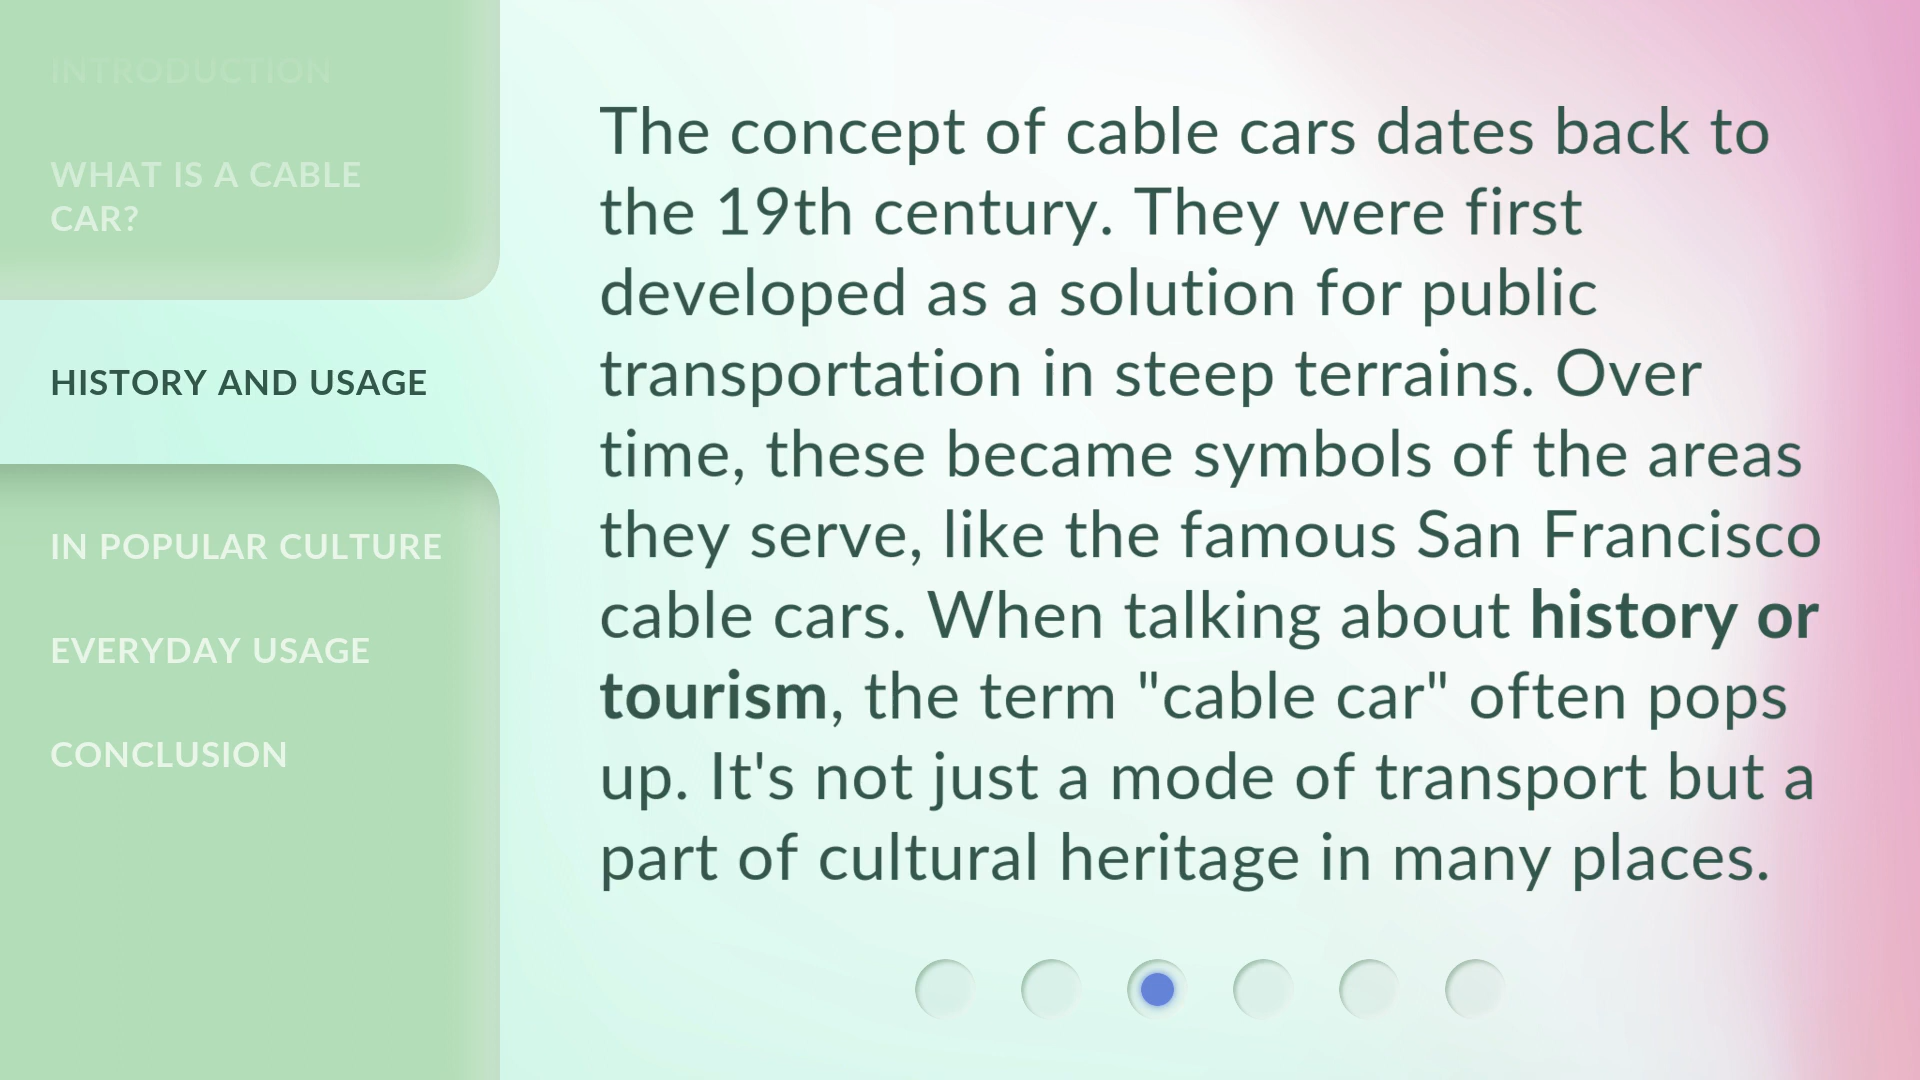 INTRODUCTION
WHAT IS A CABLE
CAR?
HISTORY AND USAGE
IN POPULAR CULTURE
EVERYDAY USAGE
CONCLUSION
The concept of cable cars dates back to
the 19th century. They were first
developed as a solution for public
transportation in steep terrains. Over
time, these became symbols of the areas
they serve, like the famous San Francisco
cable cars. When talking about history or
tourism, the term "cable car" often pops
up. It's not just a mode of transport but a
part of cultural heritage in many places.